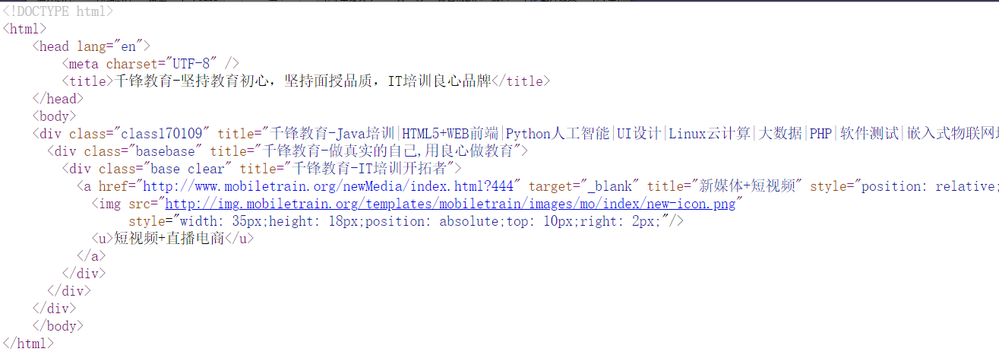 <!DOCTYPE html>
<html>
<head lang="en">
<meta charset="UTF-8" />
<title>千锋教育-坚持教育初心，坚持面授品质，IT培训良心品牌</title>
</head>
<body>
<div class="class170109" title="千锋教育-Java培训|HTML5+WEB前端|Python人工智能|UI设计|Linux云计算|大数据|PHP|软件测试|嵌入式物联网
<div class="basebase" title="千锋教育-做真实的自己,用良心做教育">
<div class="base clear" title="千锋教育-IT培训开拓者">
<a href="http://www.mobiletrain.org/newMedia/index.html?444" target="_blank" title="新媒体+短视频" style="position: relative;
<img src="http://img.mobiletrain.org/templates/mobiletrain/images/mo/index/new-icon.png"
style="width: 35px;height: 18px;position: absolute;top: 10px;right: 2px;"/>
<u>短视频+直播电商</u>
</a>
</div>
</div>
</div>
</body>
</html>